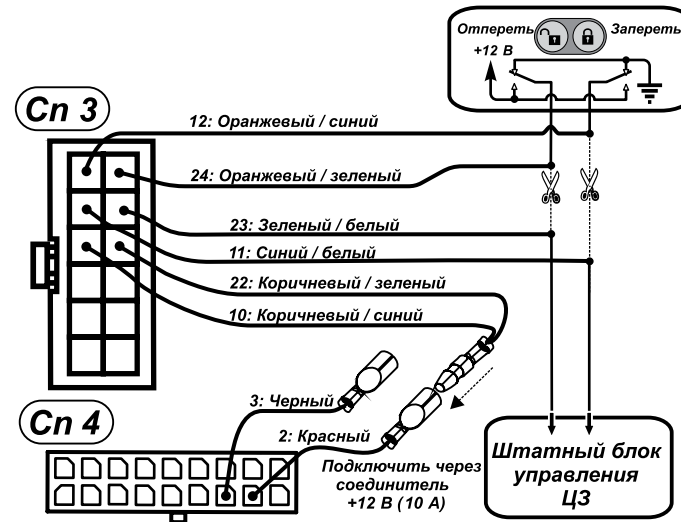 Отпереть Запереть
+12 В
Сп 3
12: Оранжевый / синий
24: Оранжевый / зеленый
23: Зеленый / белый
11: Синий / белый
22: Коричневый / зеленый
10: Коричневый / синий
3: Черный
Сп 4
2: Красный
Подключить через
соединитель
+12 В (10 А)
Штатный блок
управления
ЦЗ